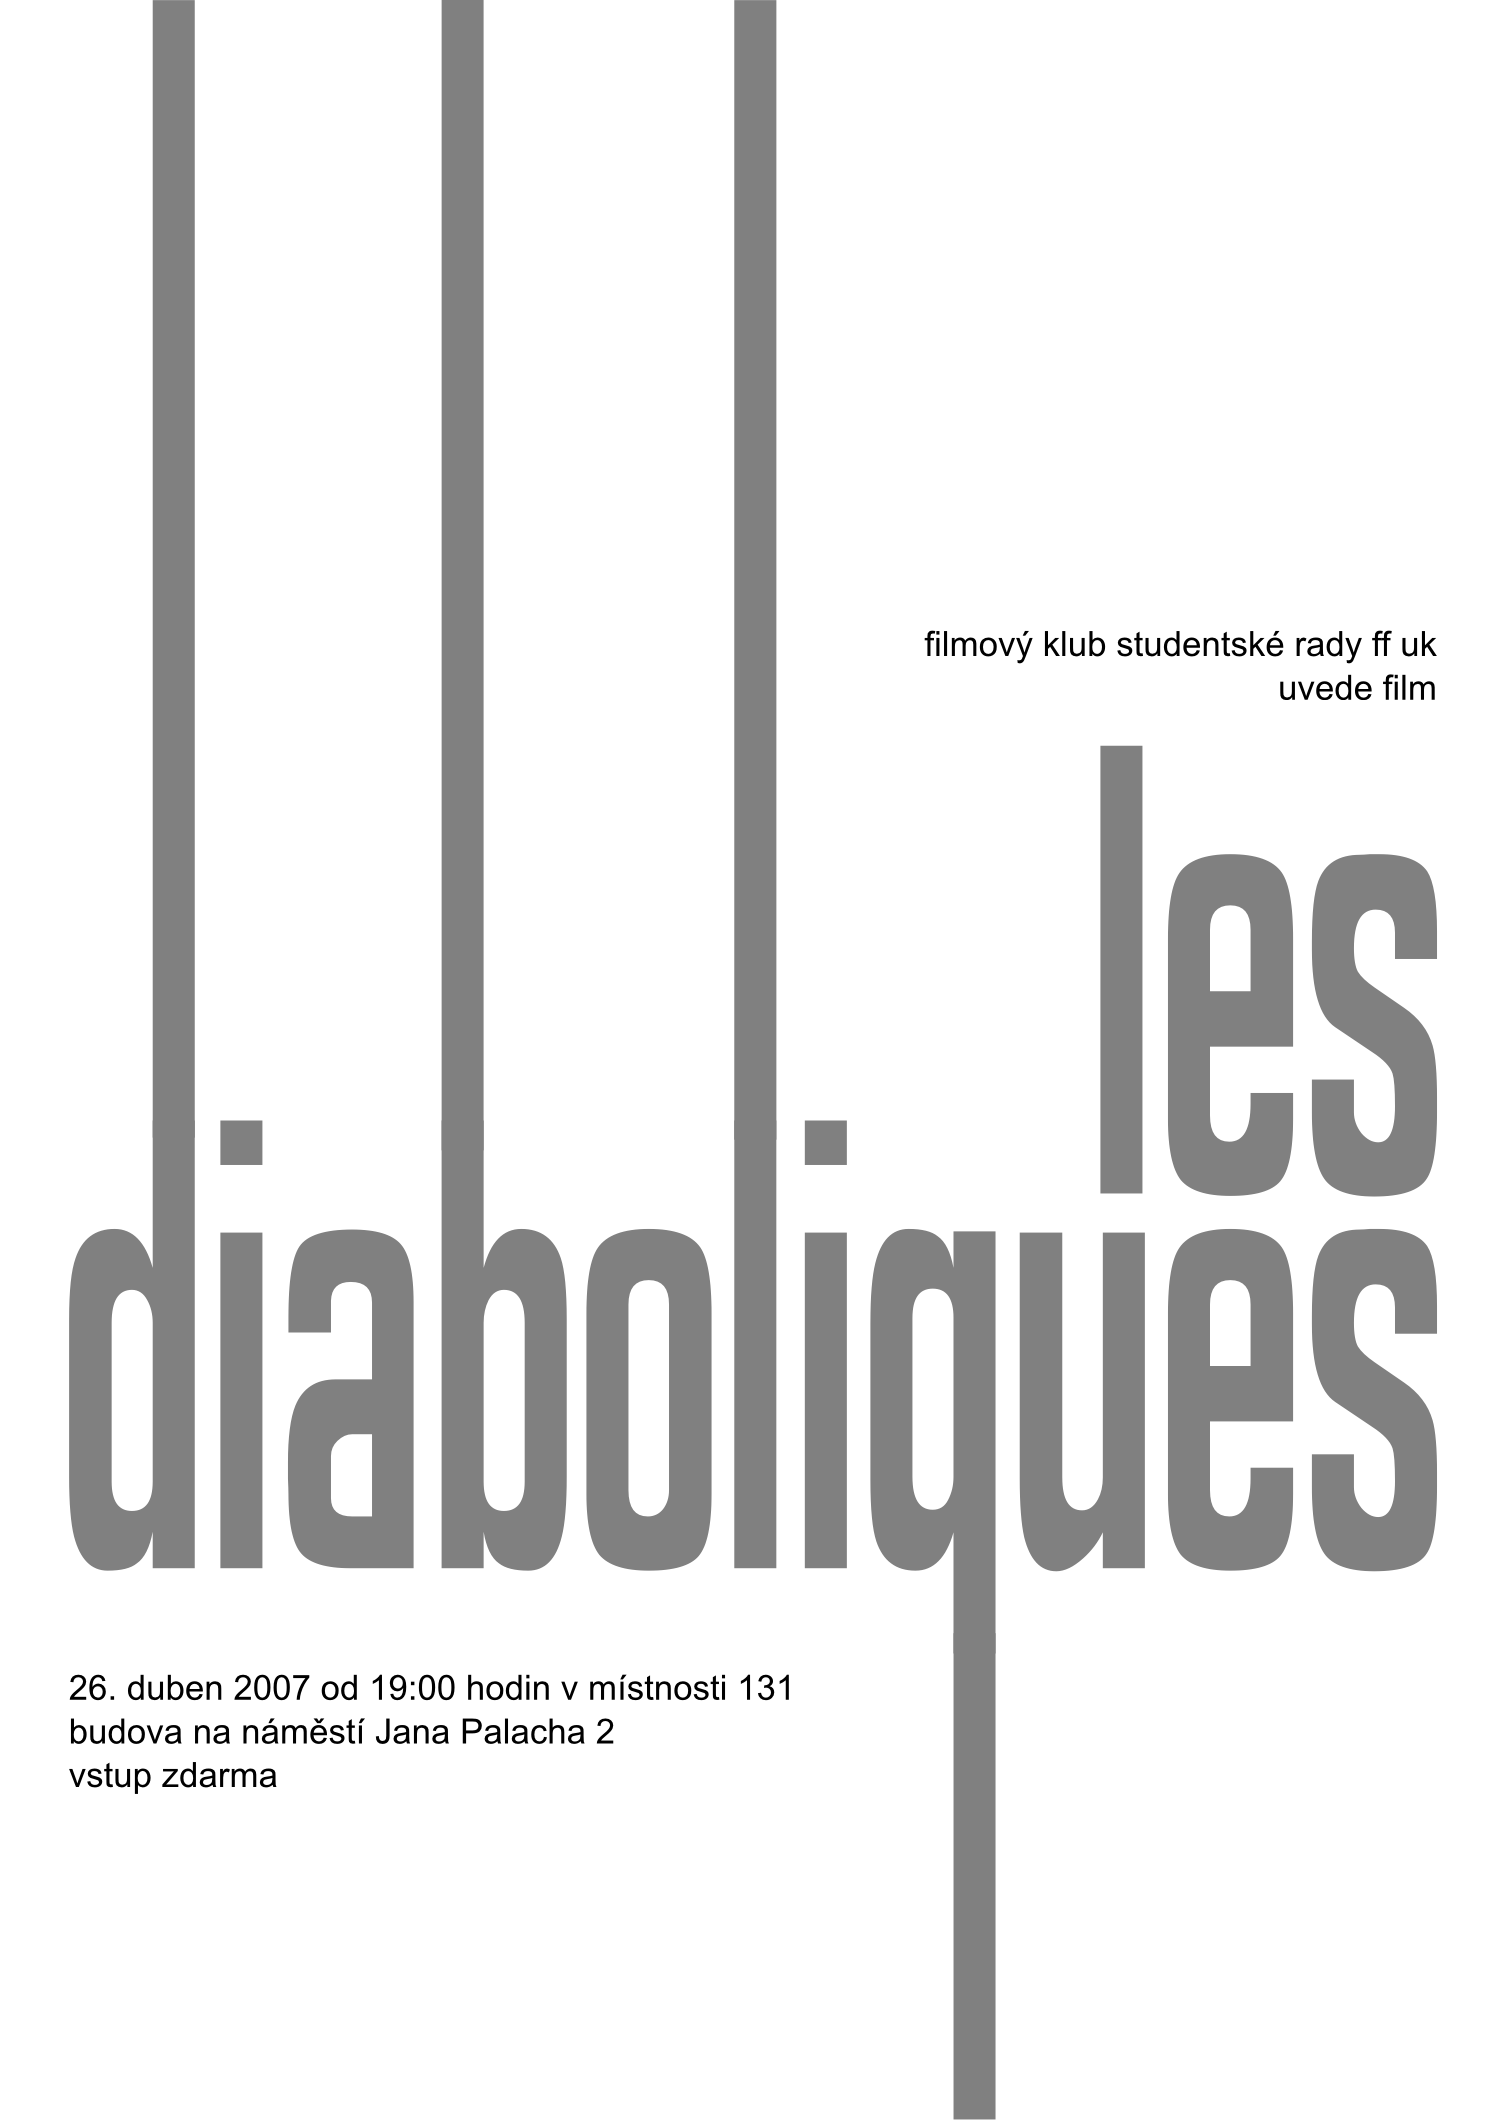 filmový klub studentské rady ff uk
uvede film
les
diaboliques
26. duben 2007 od 19:00 hodin v místnosti 131
budova na náměstí Jana Palacha 2
vstup zdarma